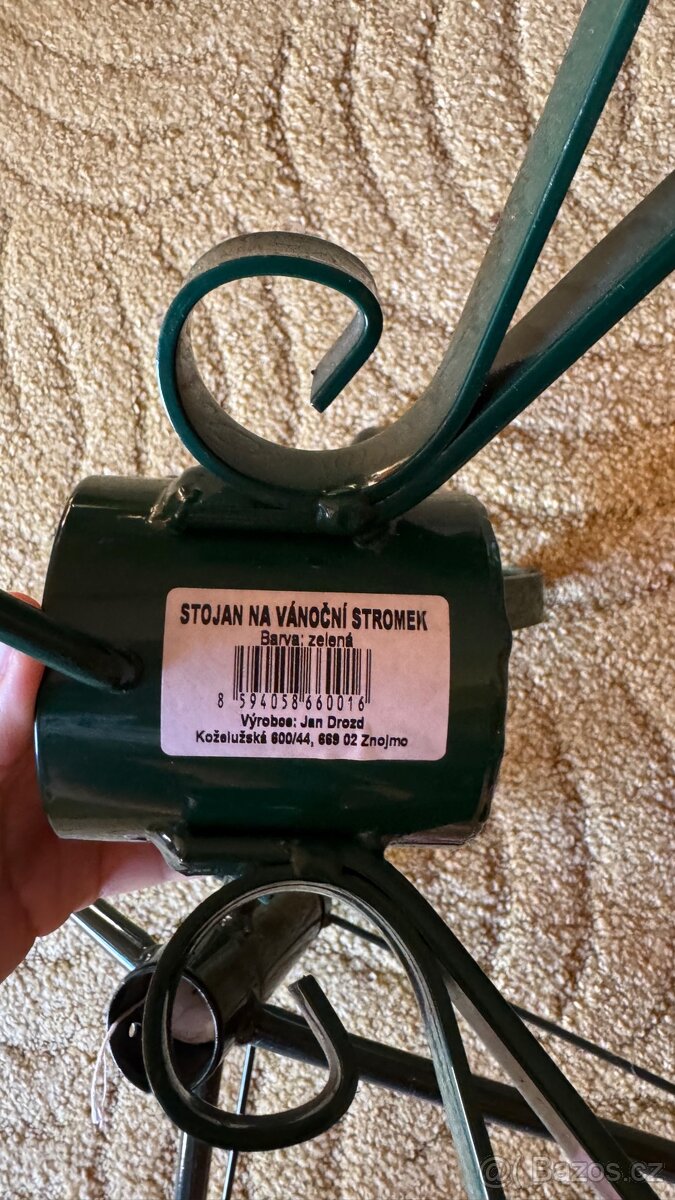 STOJAN NA VÁNOČNÍ STROMEK
Barva: zelená
8 594058 660016
Výrobce: Jan Drozd
Koželužská 600/44, 669 02 Znojmo
@ Bazos.cz